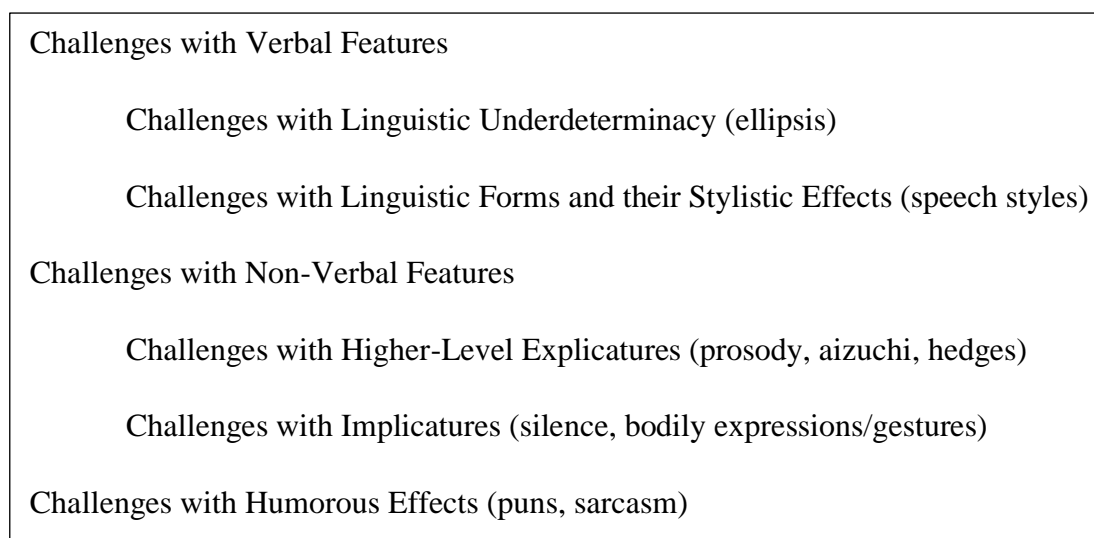 Challenges with Verbal Features
Challenges with Linguistic Underdeterminacy (ellipsis)
Challenges with Linguistic Forms and their Stylistic Effects (speech styles)
Challenges with Non-Verbal Features
Challenges with Higher-Level Explicatures (prosody, aizuchi, hedges)
Challenges with Implicatures (silence, bodily expressions/gestures)
Challenges with Humorous Effects (puns, sarcasm)